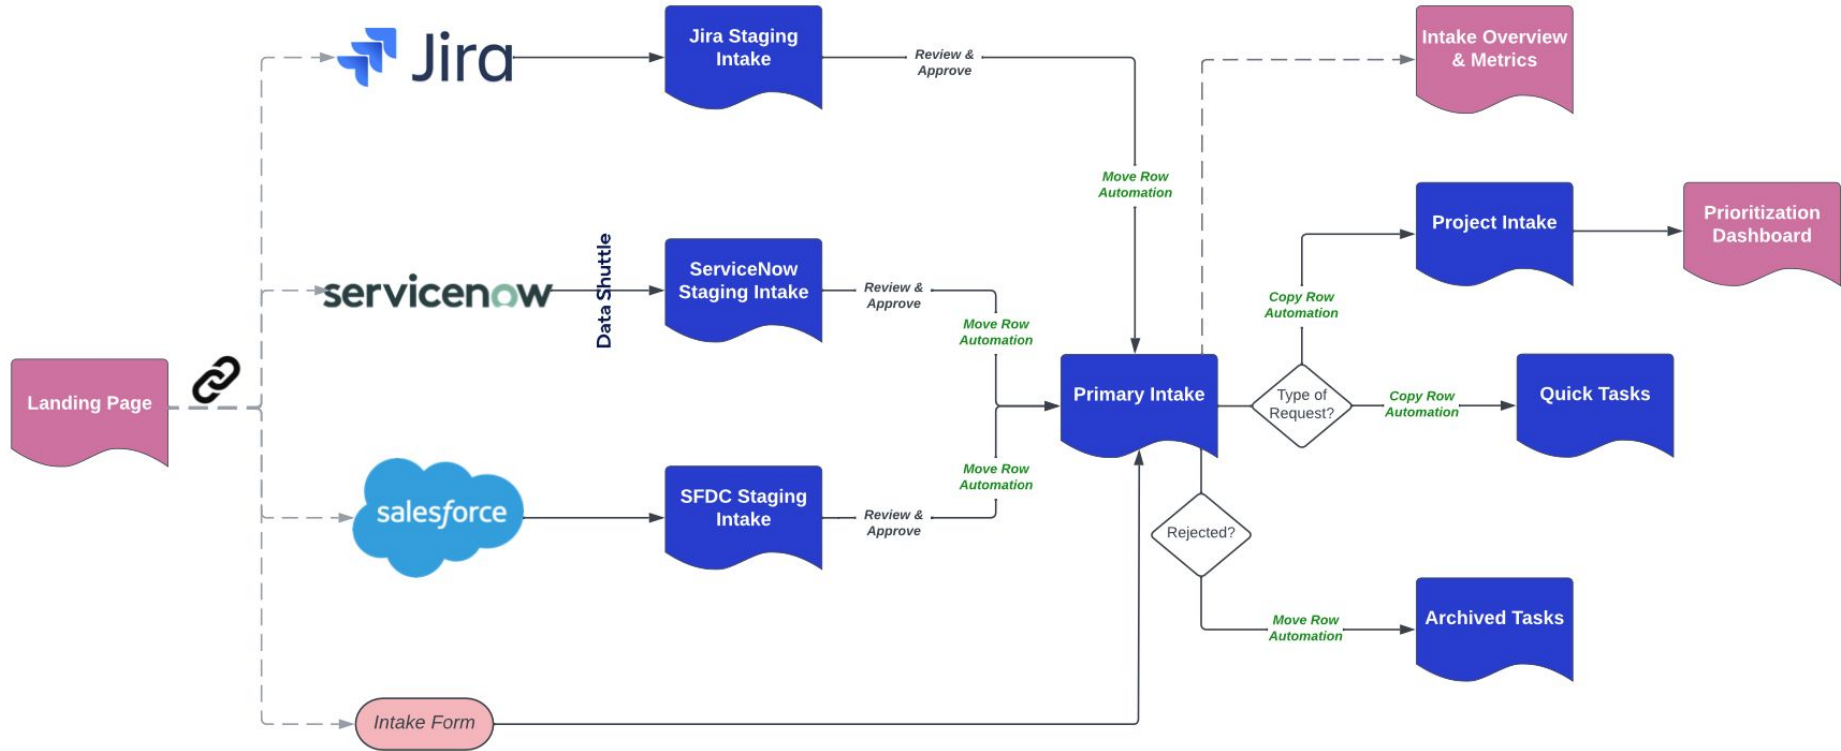 Jira
Jira Staging
Intake
Review &
Approve
Intake Overview
& Metrics
Move Row
Automation
Project Intake
Prioritization
Dashboard
servicenow
Data Shuttle
ServiceNow
Staging Intake
Review &
Approve
Move Row
Automation
Copy Row
Automation
Landing Page
Primary Intake
Type of
Request?
Copy Row
Automation
Quick Tasks
salesforce
SFDC Staging
Intake
Review &
Approve
Move Row
Automation
Rejected?
Move Row
Automation
Archived Tasks
Intake Form